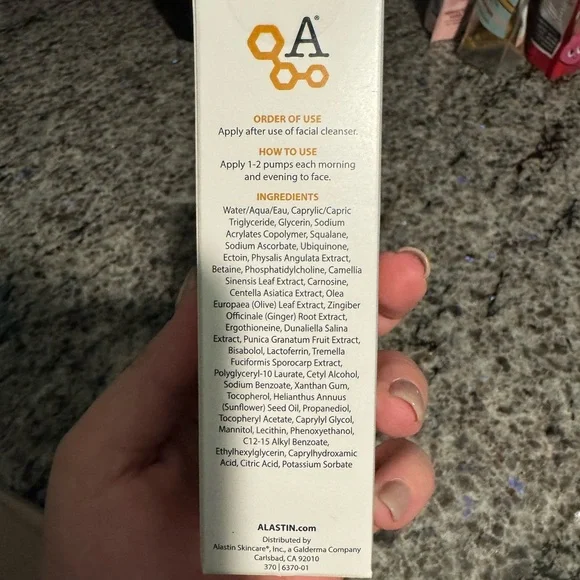 A®
ORDER OF USE
Apply after use of facial cleanser.
HOW TO USE
Apply 1-2 pumps each morning
and evening to face.
INGREDIENTS
Water/Aqua/Eau, Caprylic/Capric
Triglyceride, Glycerin, Sodium
Acrylates Copolymer, Squalane,
Sodium Ascorbate, Ubiquinone,
Ectoin, Physalis Angulata Extract,
Betaine, Phosphatidylcholine, Camellia
Sinensis Leaf Extract, Carnosine,
Centella Asiatica Extract, Olea
Europaea (Olive) Leaf Extract, Zingiber
Officinale (Ginger) Root Extract,
Ergothioneine, Dunaliella Salina
Extract, Punica Granatum Fruit Extract,
Bisabolol, Lactoferrin, Tremella
Fuciformis Sporocarp Extract,
Polyglyceryl-10 Laurate, Cetyl Alcohol,
Sodium Benzoate, Xanthan Gum,
Tocopherol, Helianthus Annuus
(Sunflower) Seed Oil, Propanediol,
Tocopheryl Acetate, Caprylyl Glycol,
Mannitol, Lecithin, Phenoxyethanol,
C12-15 Alkyl Benzoate,
Ethylhexylglycerin, Caprylhydroxamic
Acid, Citric Acid, Potassium Sorbate
ALASTIN.com
Distributed by
Alastin Skincare®, Inc., a Galderma Company
Carlsbad, CA 92010
370 | 6370-01